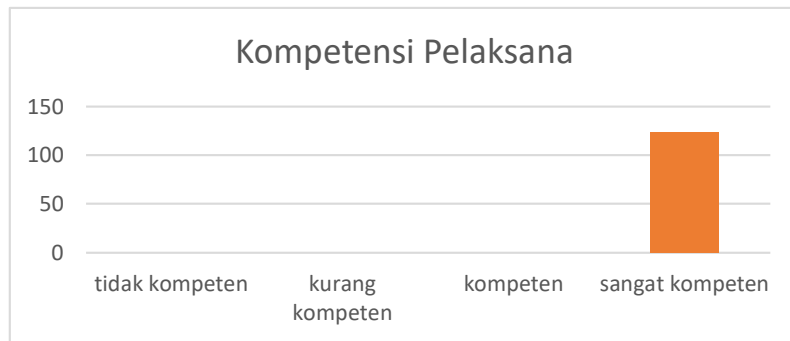 Kompetensi Pelaksana
150
100
50
0
tidak kompeten
kurang
kompeten
kompeten
sangat kompeten